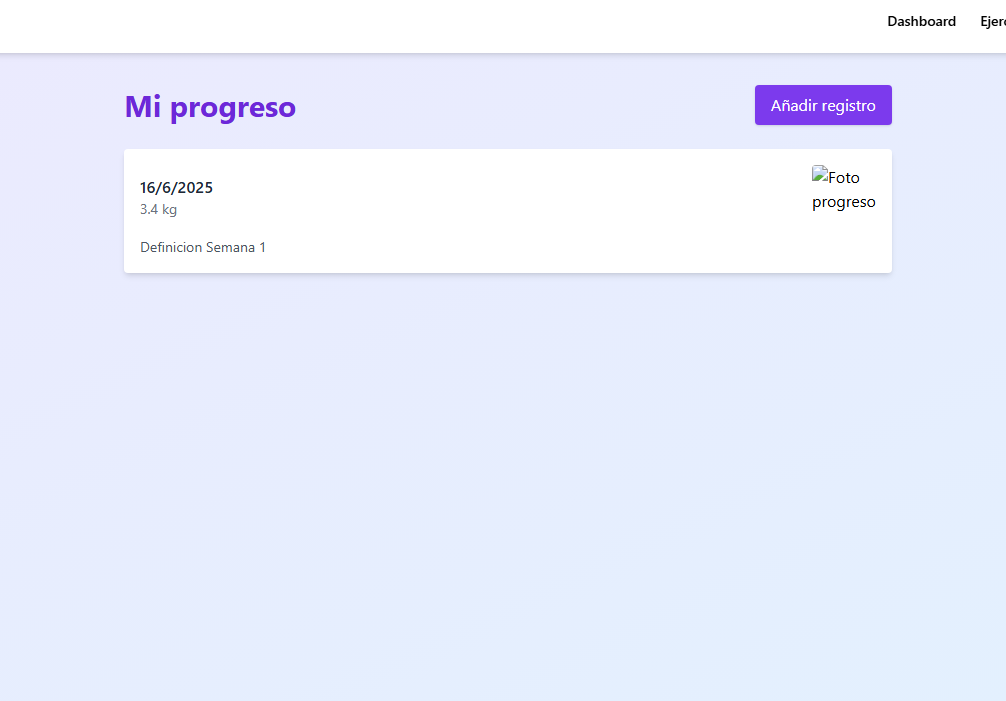 Dashboard
Mi progreso
Añadir registro
16/6/2025
3.4 kg
Foto
progreso
Definicion Semana 1